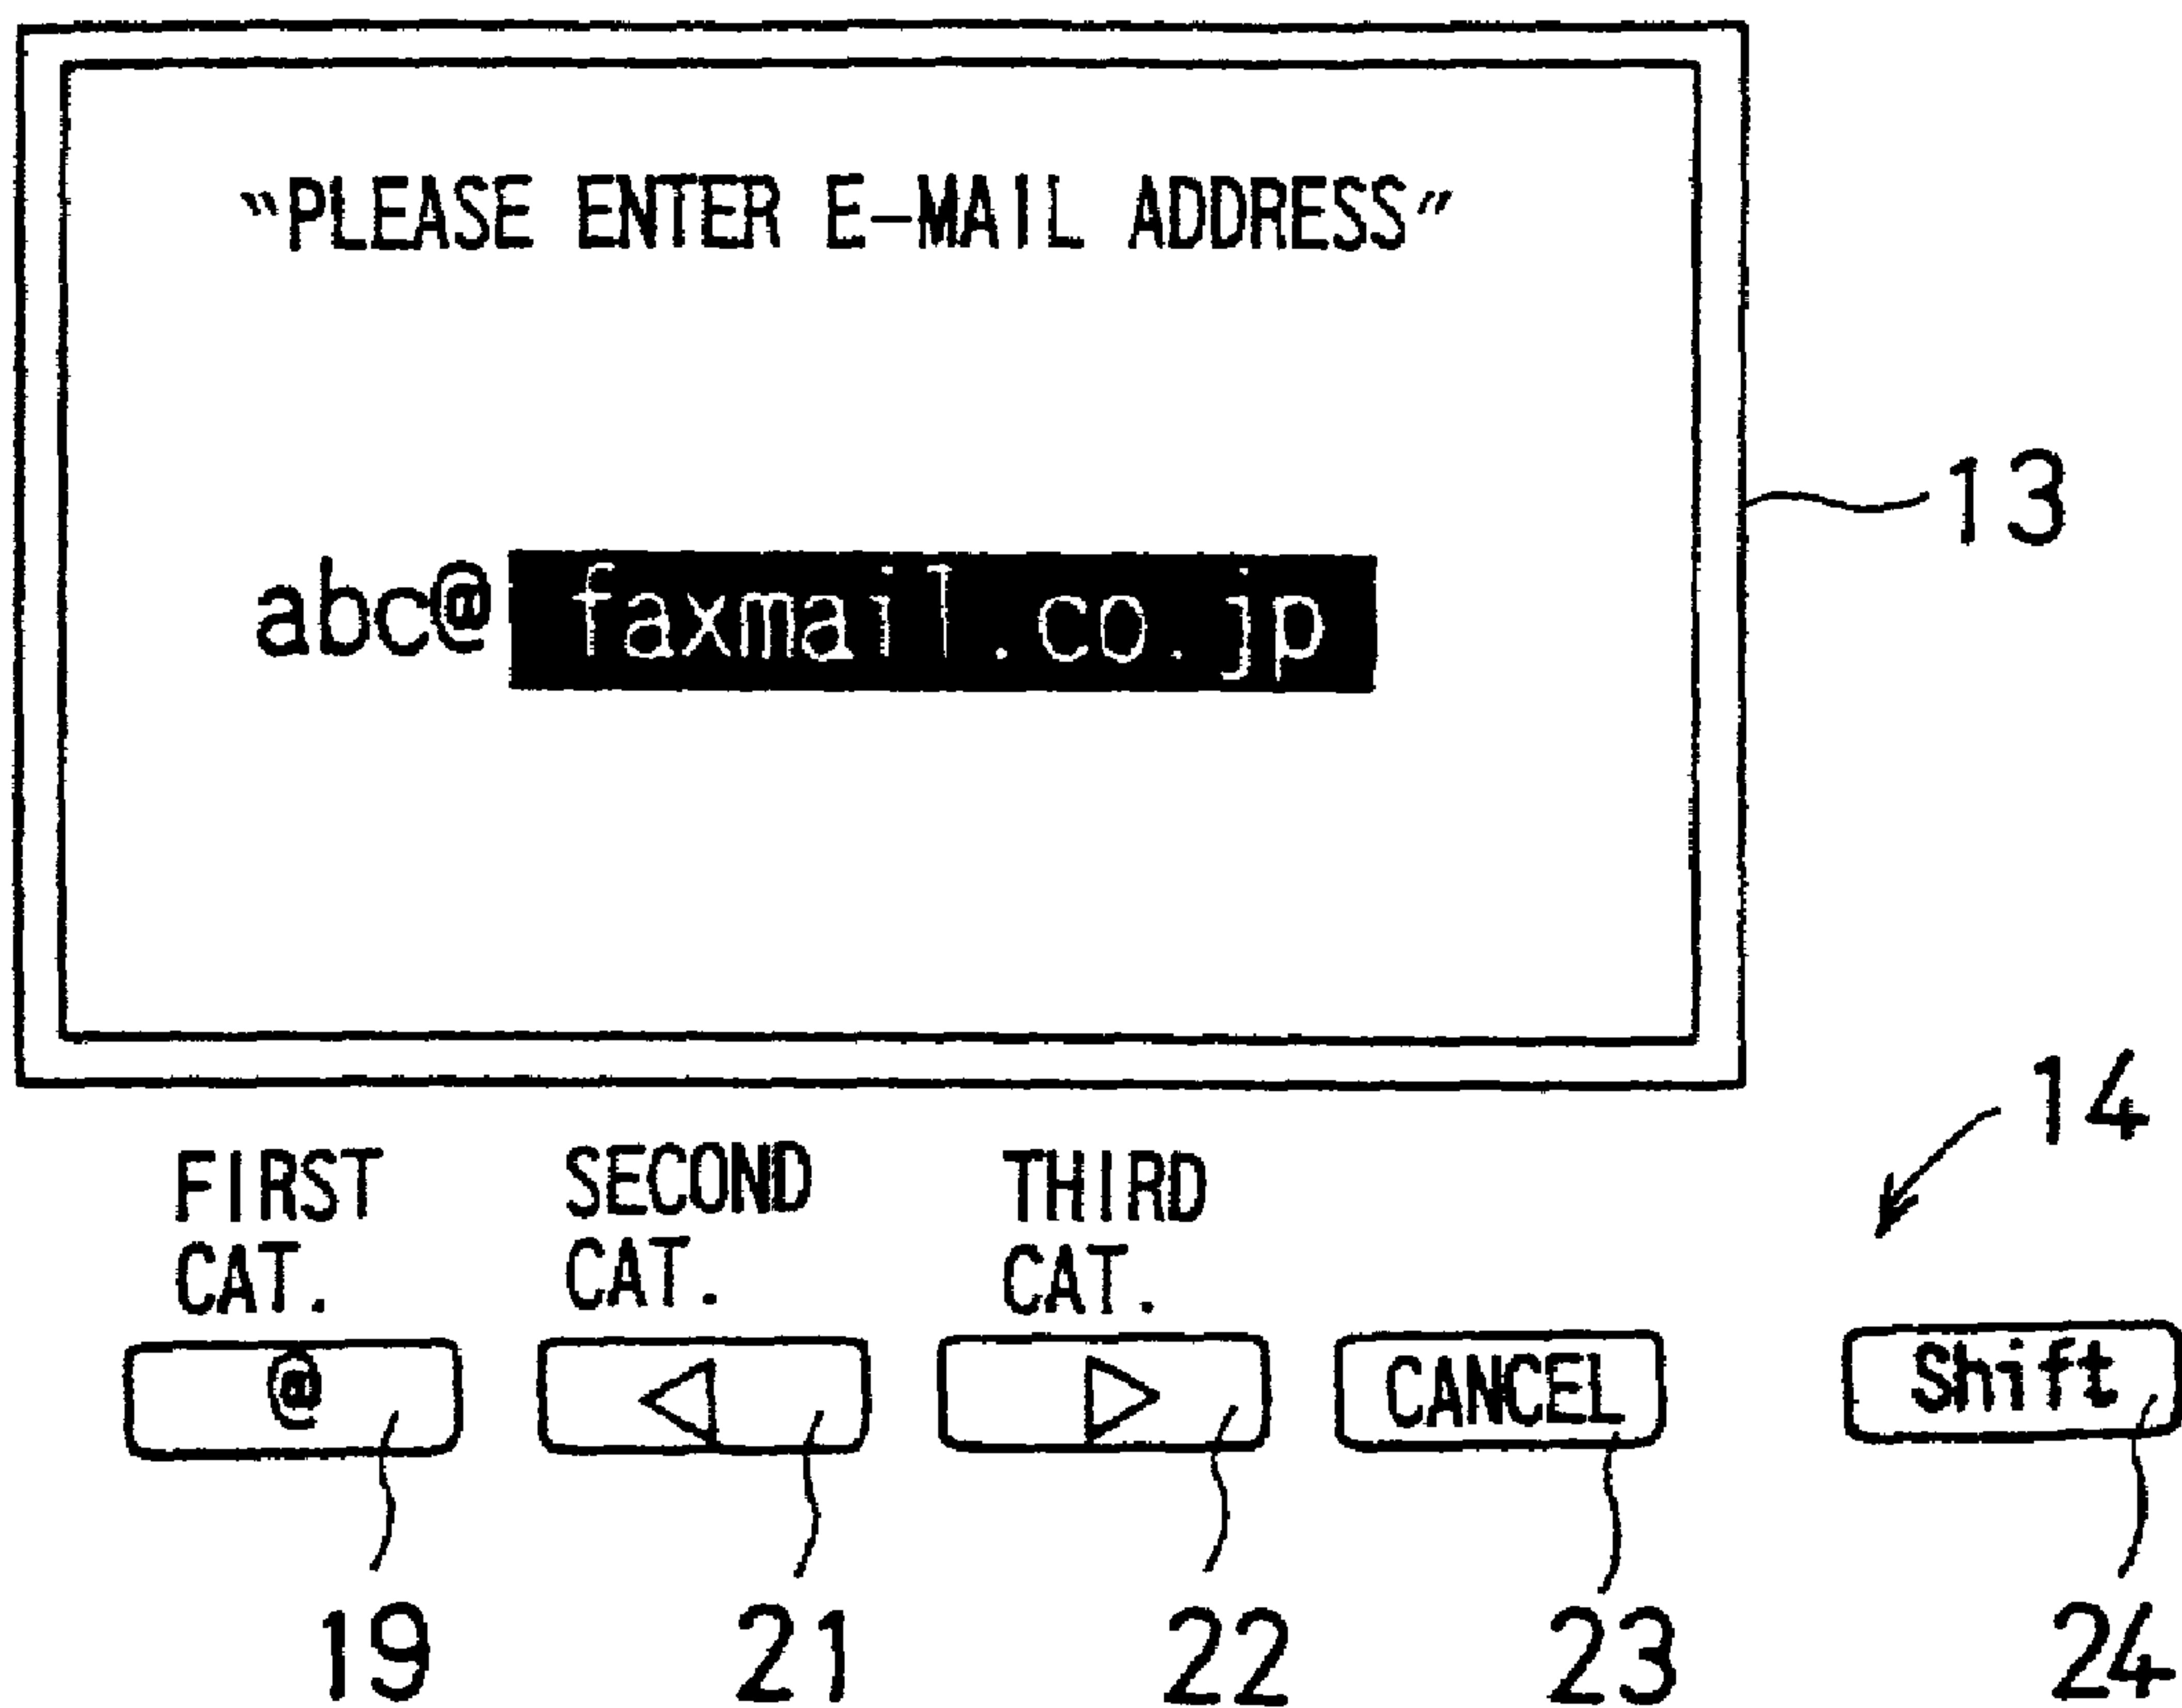 "PLEASE ENTER E-MAIL ADDRESS"
abc@faxmail.co.jp
13
14
FIRST CAT.
SECOND CAT.
THIRD CAT.
@
CANCEL
Shift
19
21
22
23
24